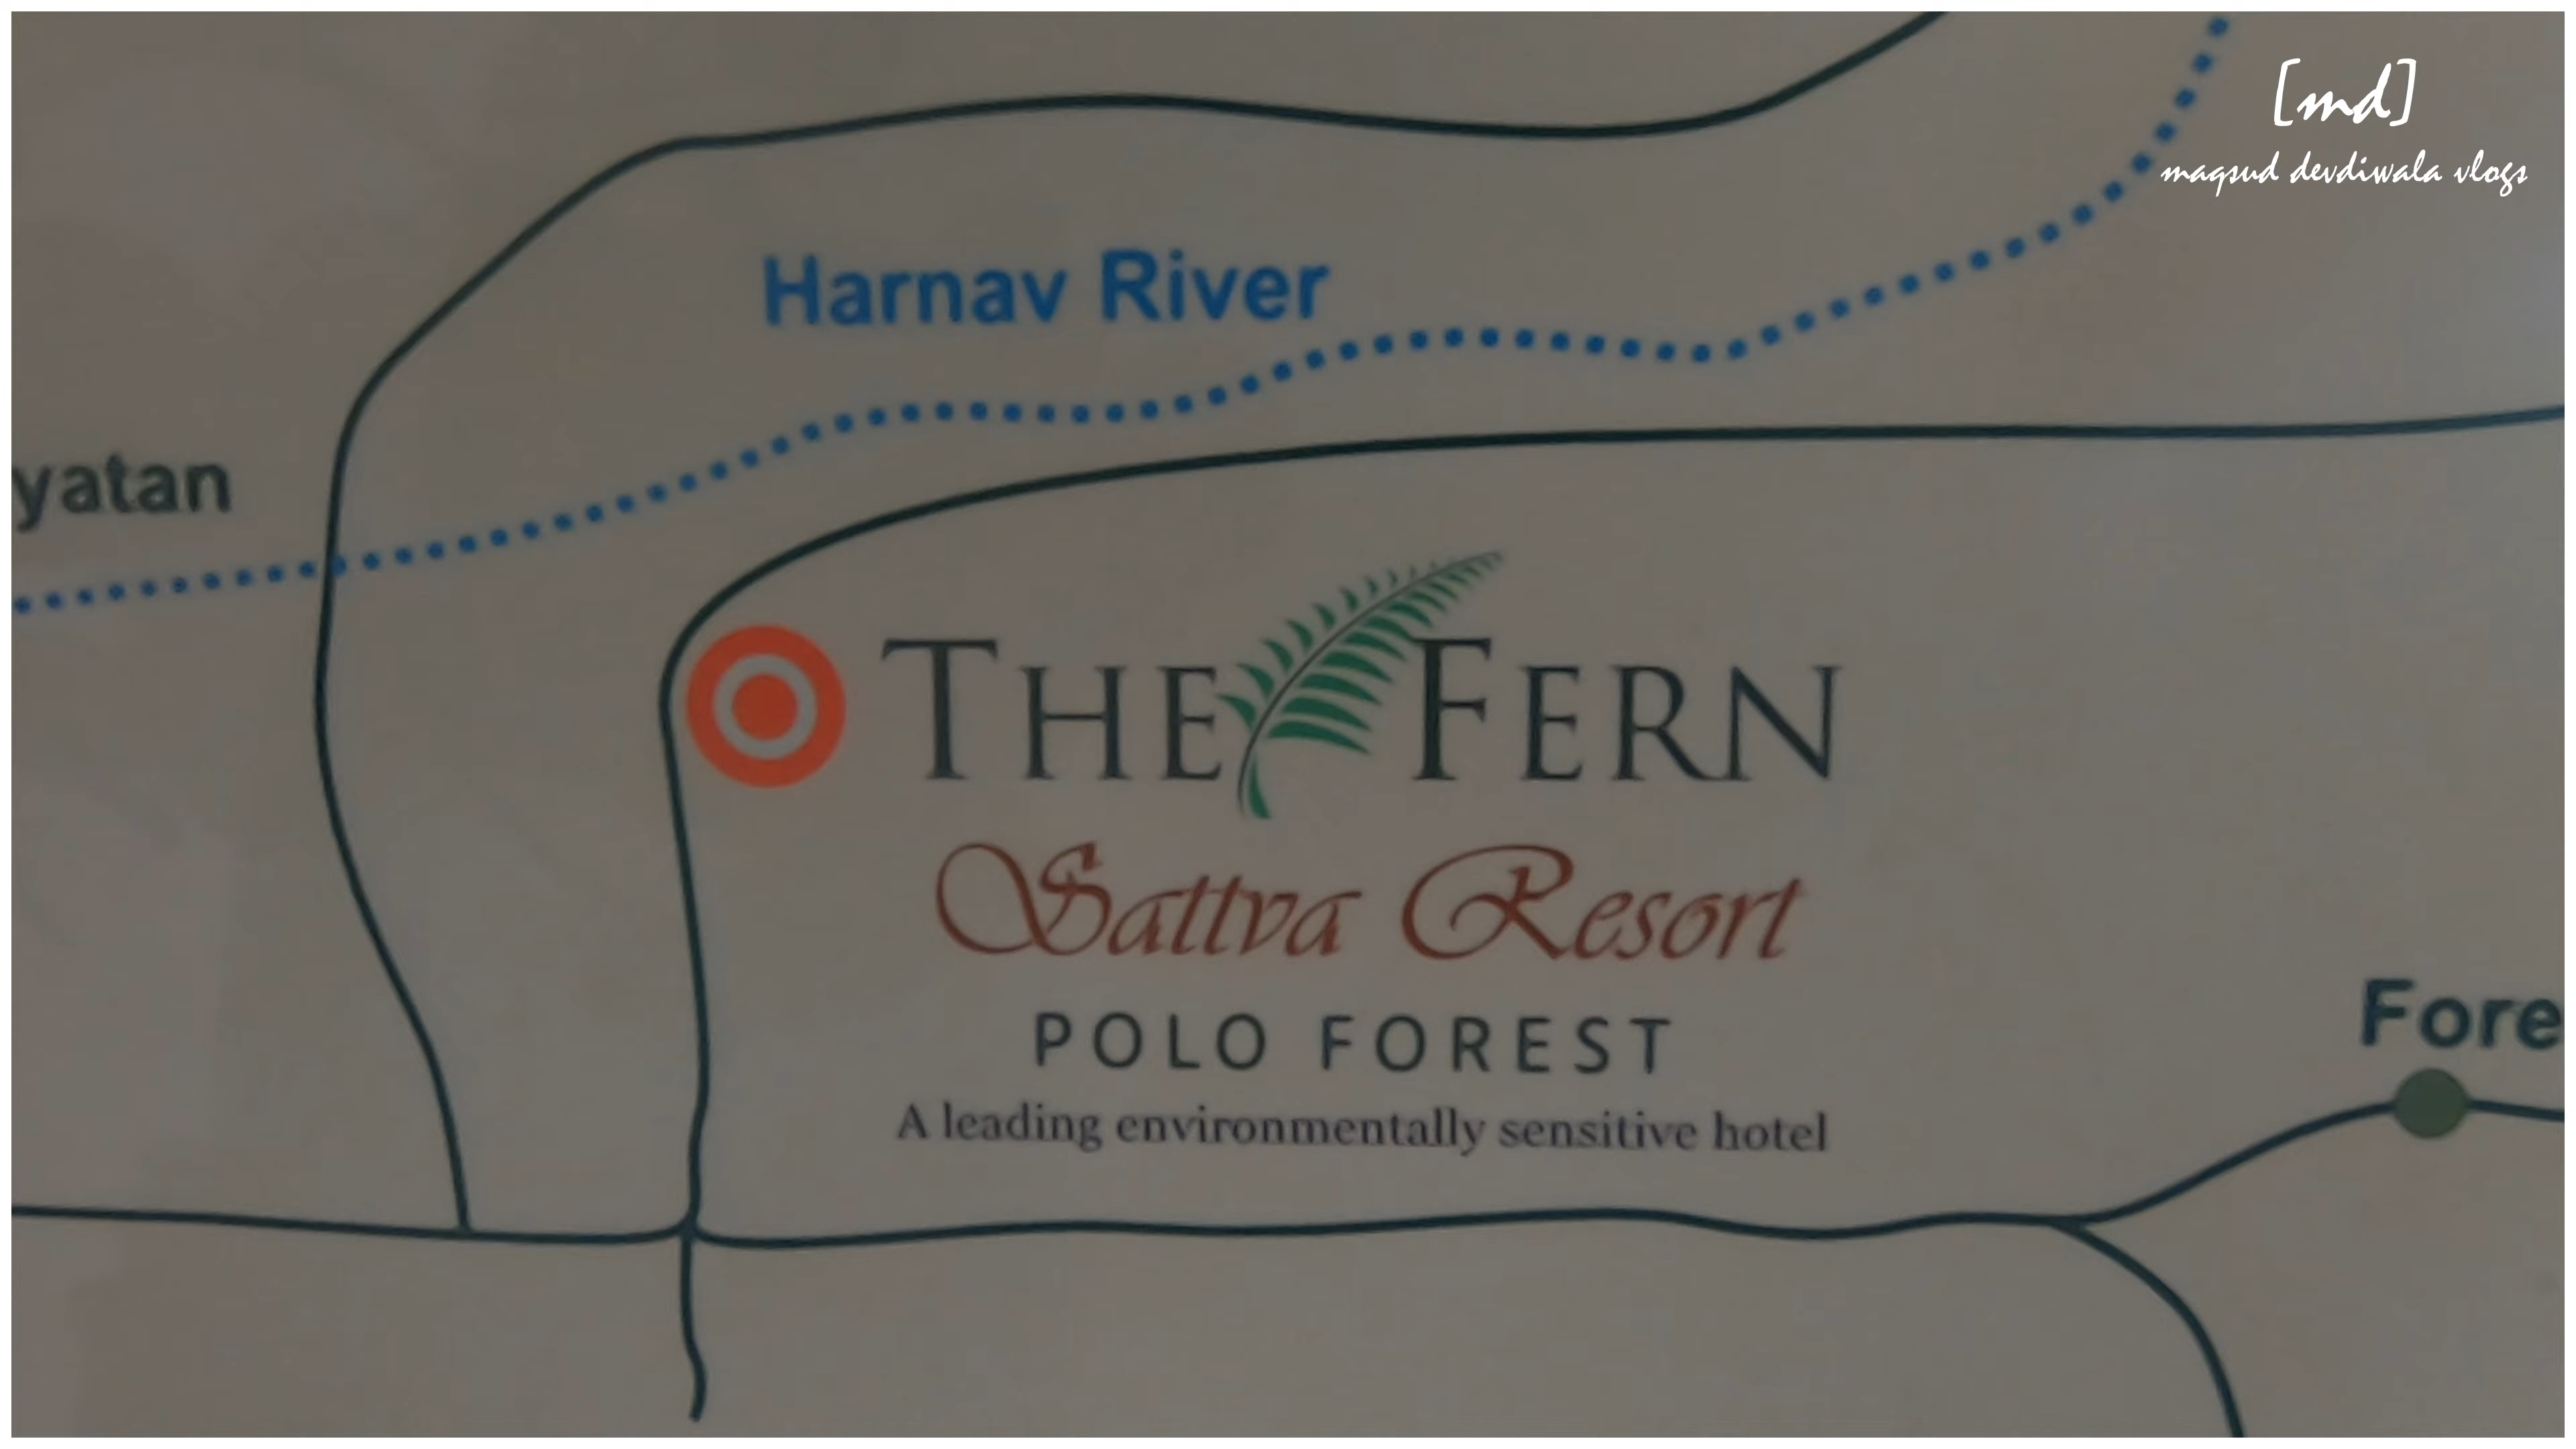 [md]
maqsud devdiwala vlogs
Harnav River
yatan
THE FERN
Sattva Resort
POLO FOREST
A leading environmentally sensitive hotel
Fore